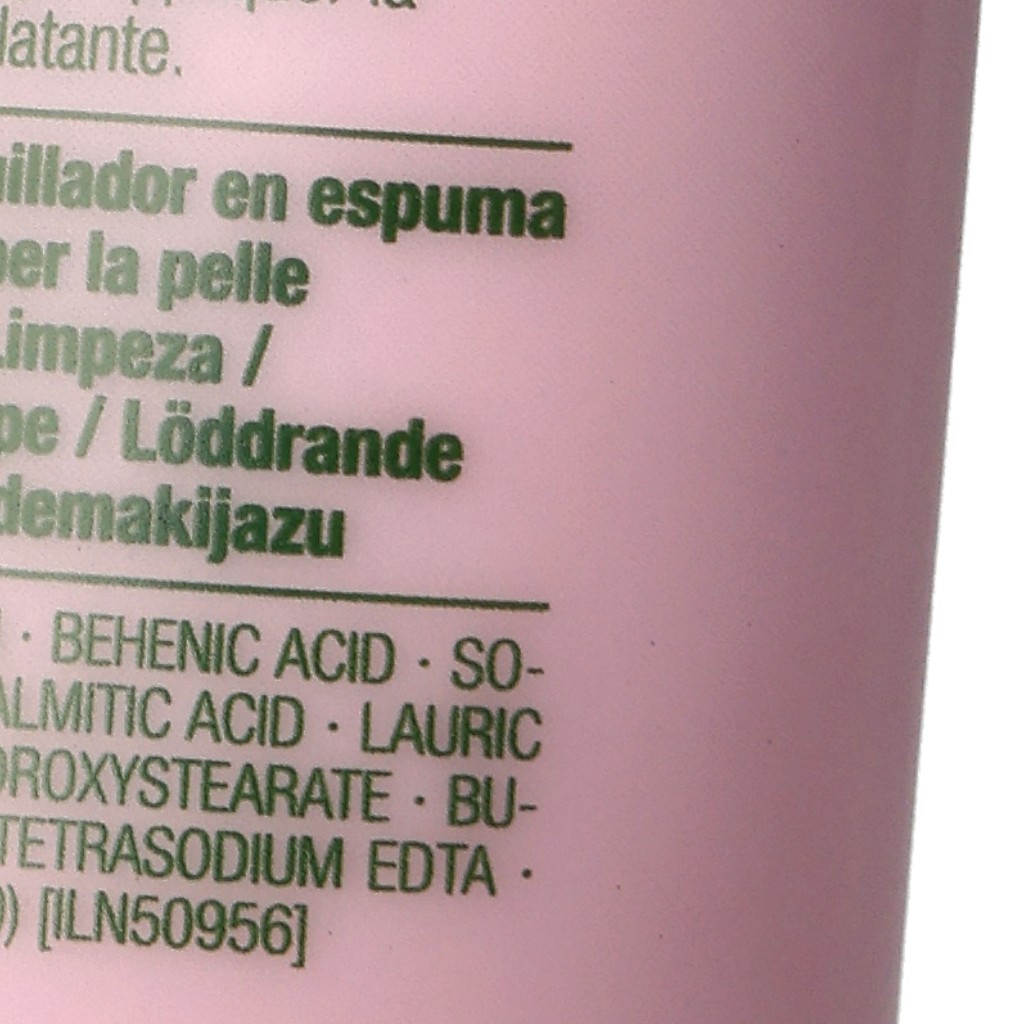 latante.
uillador en espuma
per la pelle
Limpeza /
pe / Löddrande
demakijazu
· BEHENIC ACID · SO-
ALMITIC ACID · LAURIC
DROXYSTEARATE · BU-
TETRASODIUM EDTA ·
)) [ILN50956]